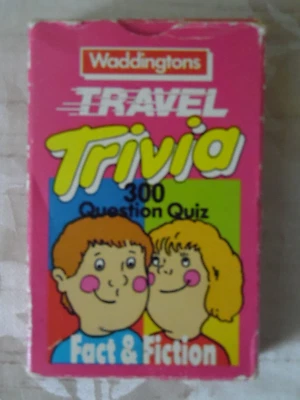 Waddingtons
TRAVEL
Trivia
300
Question Quiz
Fact & Fiction